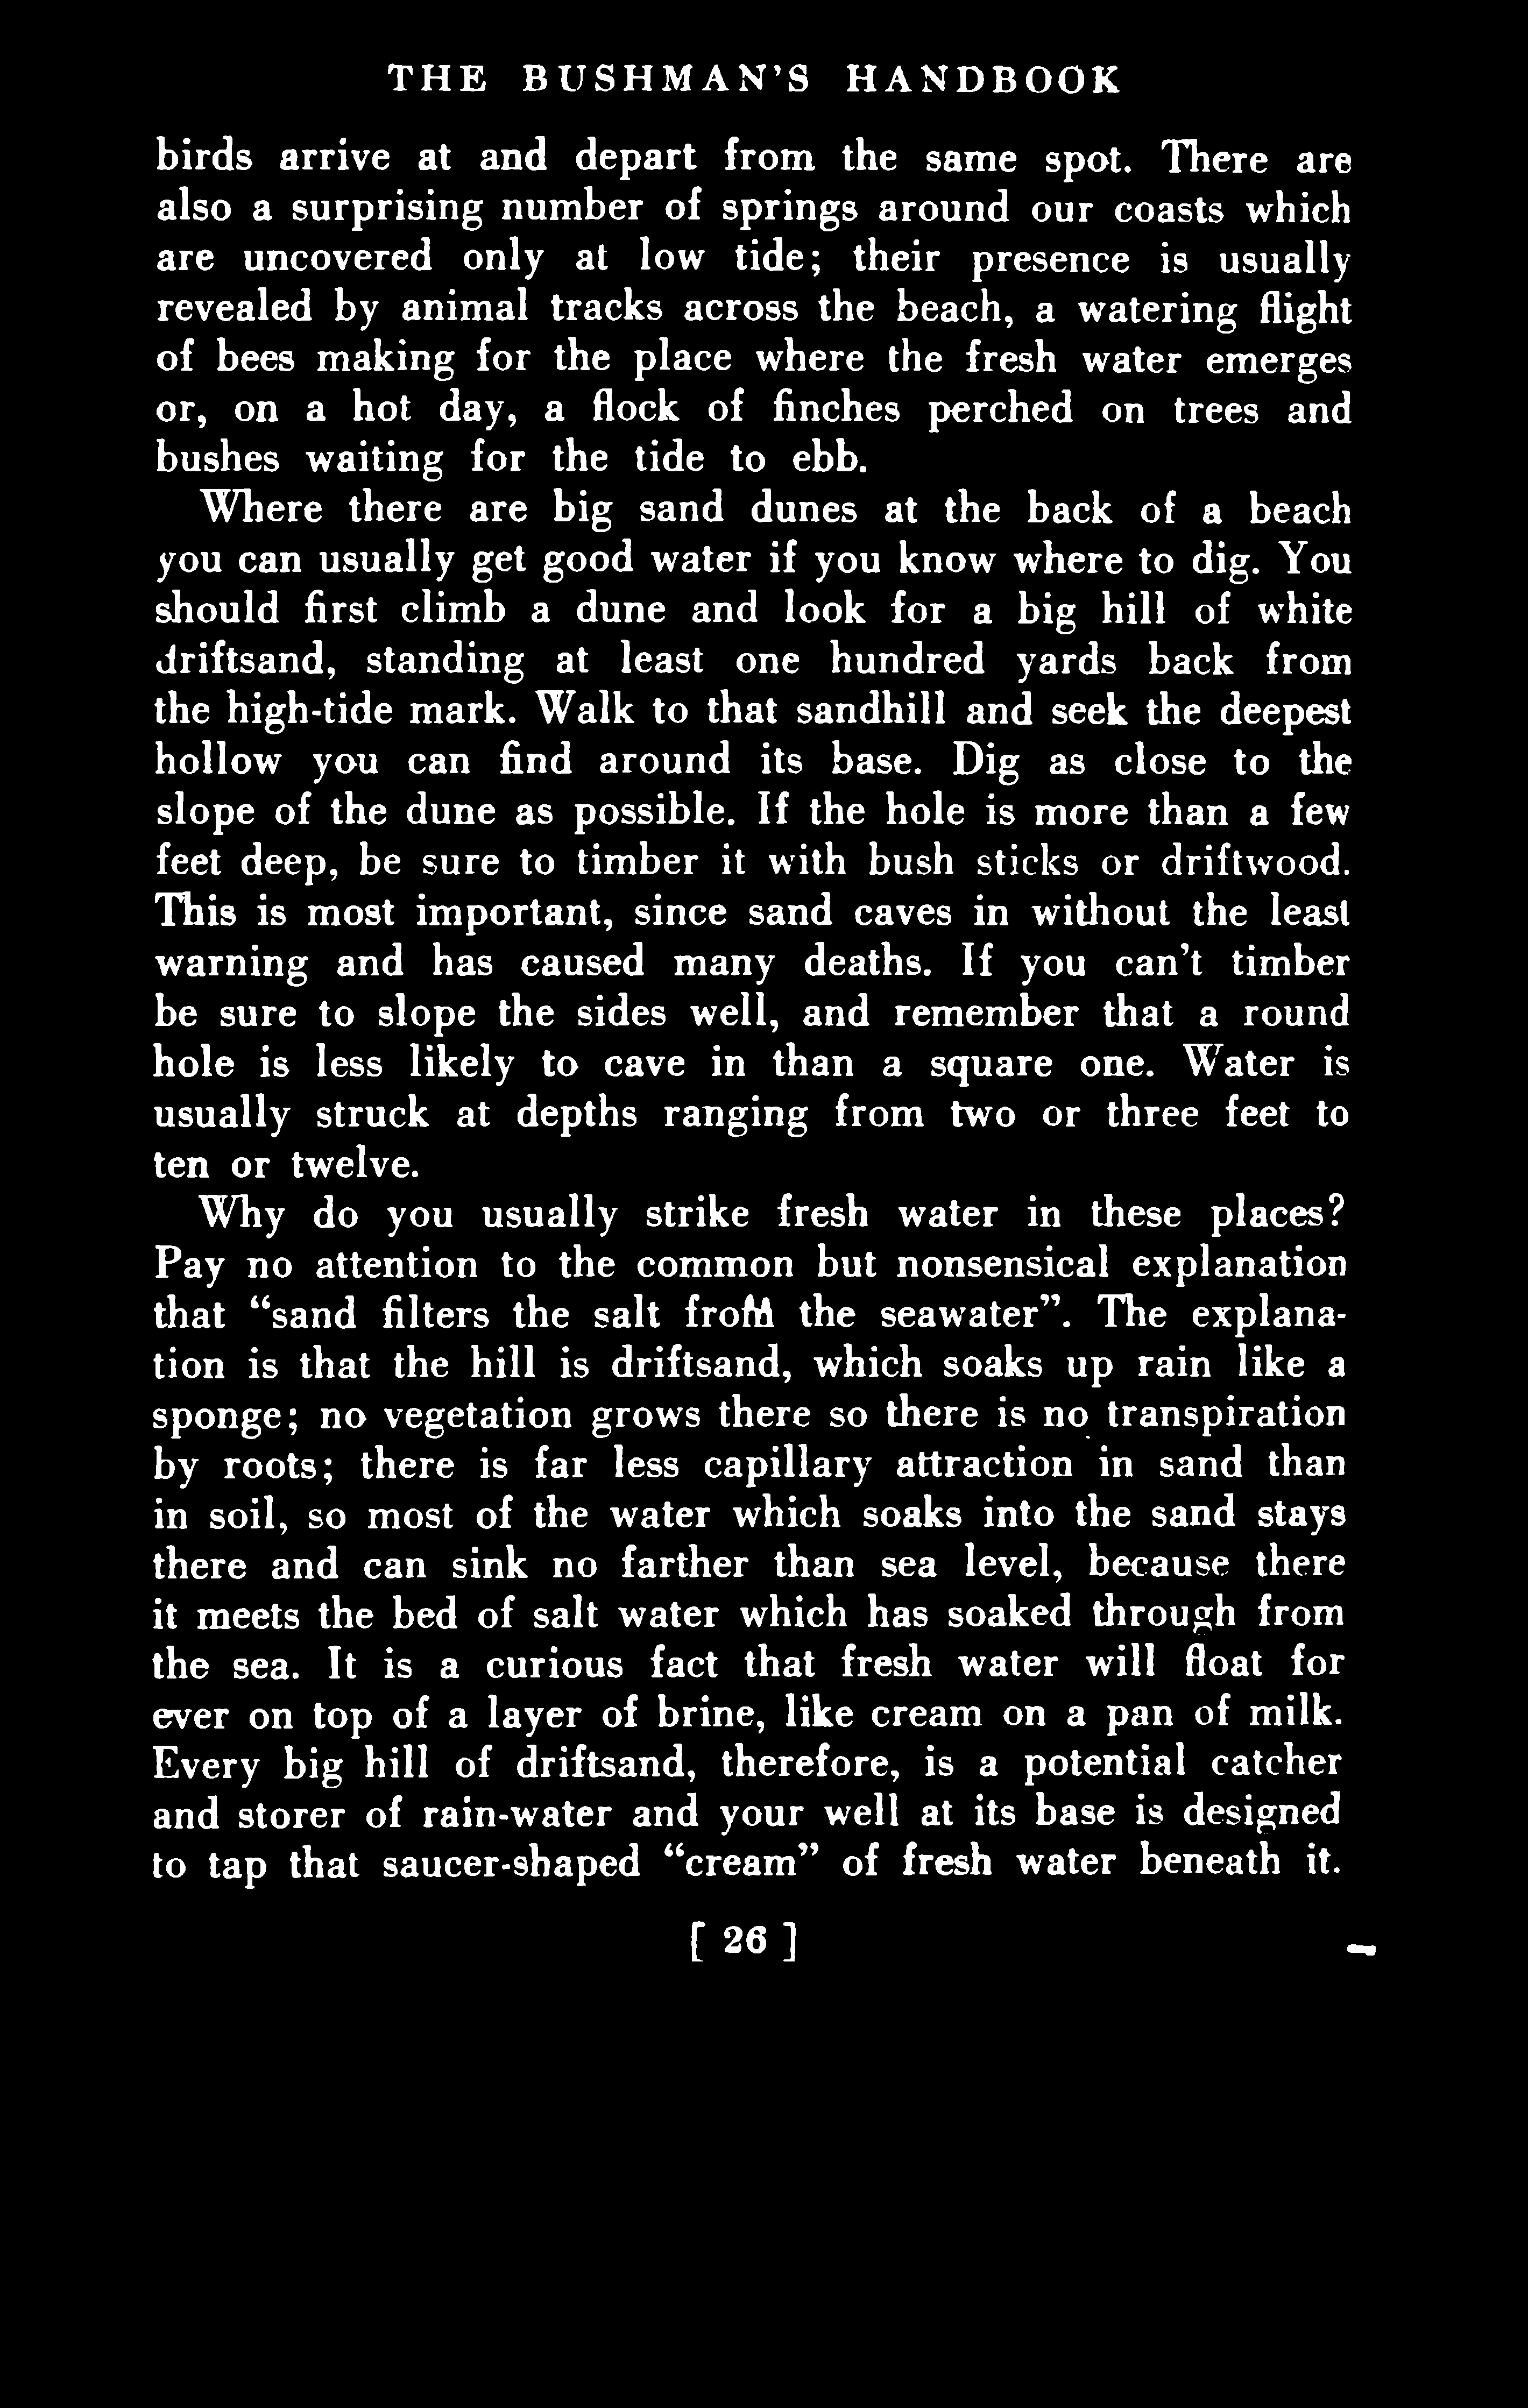 THE BUSHMAN'S HANDBOOK
birds arrive at and depart from the same spot. There are
also a surprising number of springs around our coasts which
are uncovered only at low tide; their presence is usually
revealed by animal tracks across the beach, a watering flight
of bees making for the place where the fresh water emerges
or, on a hot day, a flock of finches perched on trees and
bushes waiting for the tide to ebb.
Where there are big sand dunes at the back of a beach
you can usually get good water if you know where to dig. You
should first climb a dune and look for a big hill of white
driftsand, standing at least one hundred yards back from
the high-tide mark. Walk to that sandhill and seek the deepest
hollow you can find around its base. Dig as close to the
slope of the dune as possible. If the hole is more than a few
feet deep, be sure to timber it with bush sticks or driftwood.
This is most important, since sand caves in without the least
warning and has caused many deaths. If you can't timber
be sure to slope the sides well, and remember that a round
hole is less likely to cave in than a square one. Water is
usually struck at depths ranging from two or three feet to
ten or twelve.
Why do you usually strike fresh water in these places?
Pay no attention to the common but nonsensical explanation
that “sand filters the salt from the seawater”. The explana-
tion is that the hill is driftsand, which soaks up rain like a
sponge; no vegetation grows there so there is no transpiration
by roots; there is far less capillary attraction in sand than
in soil, so most of the water which soaks into the sand stays
there and can sink no farther than sea level, because there
it meets the bed of salt water which has soaked through from
the sea. It is a curious fact that fresh water will float for
ever on top of a layer of brine, like cream on a pan of milk.
Every big hill of driftsand, therefore, is a potential catcher
and storer of rain-water and your well at its base is designed
to tap that saucer-shaped “cream” of fresh water beneath it.
[ 26 ]